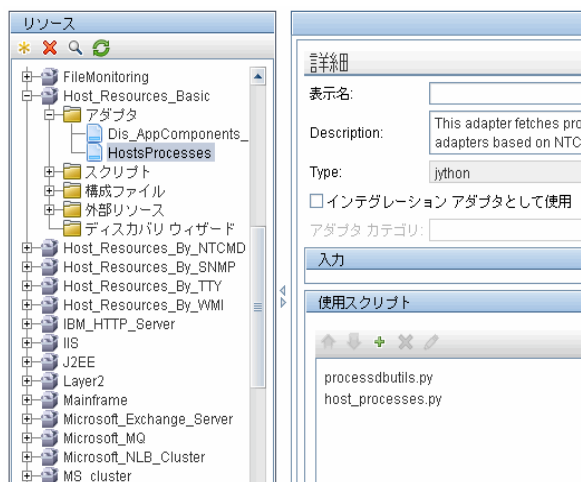 リソース
FileMonitoring
Host_Resources_Basic
アダプタ
Dis_AppComponents_
HostsProcesses
スクリプト
構成ファイル
外部リソース
ディスカバリ ウィザード
Host_Resources_By_NTCMD
Host_Resources_By_SNMP
Host_Resources_By_TTY
Host_Resources_By_WMI
IBM_HTTP_Server
IIS
J2EE
Layer2
Mainframe
Microsoft_Exchange_Server
Microsoft_MQ
Microsoft_NLB_Cluster
MS_cluster
詳細
表示名:
Description:
This adapter fetches pro
adapters based on NTC
Type:
jython
インテグレーション アダプタとして使用
アダプタ カテゴリ:
入力
使用スクリプト
processdbutils.py
host_processes.py